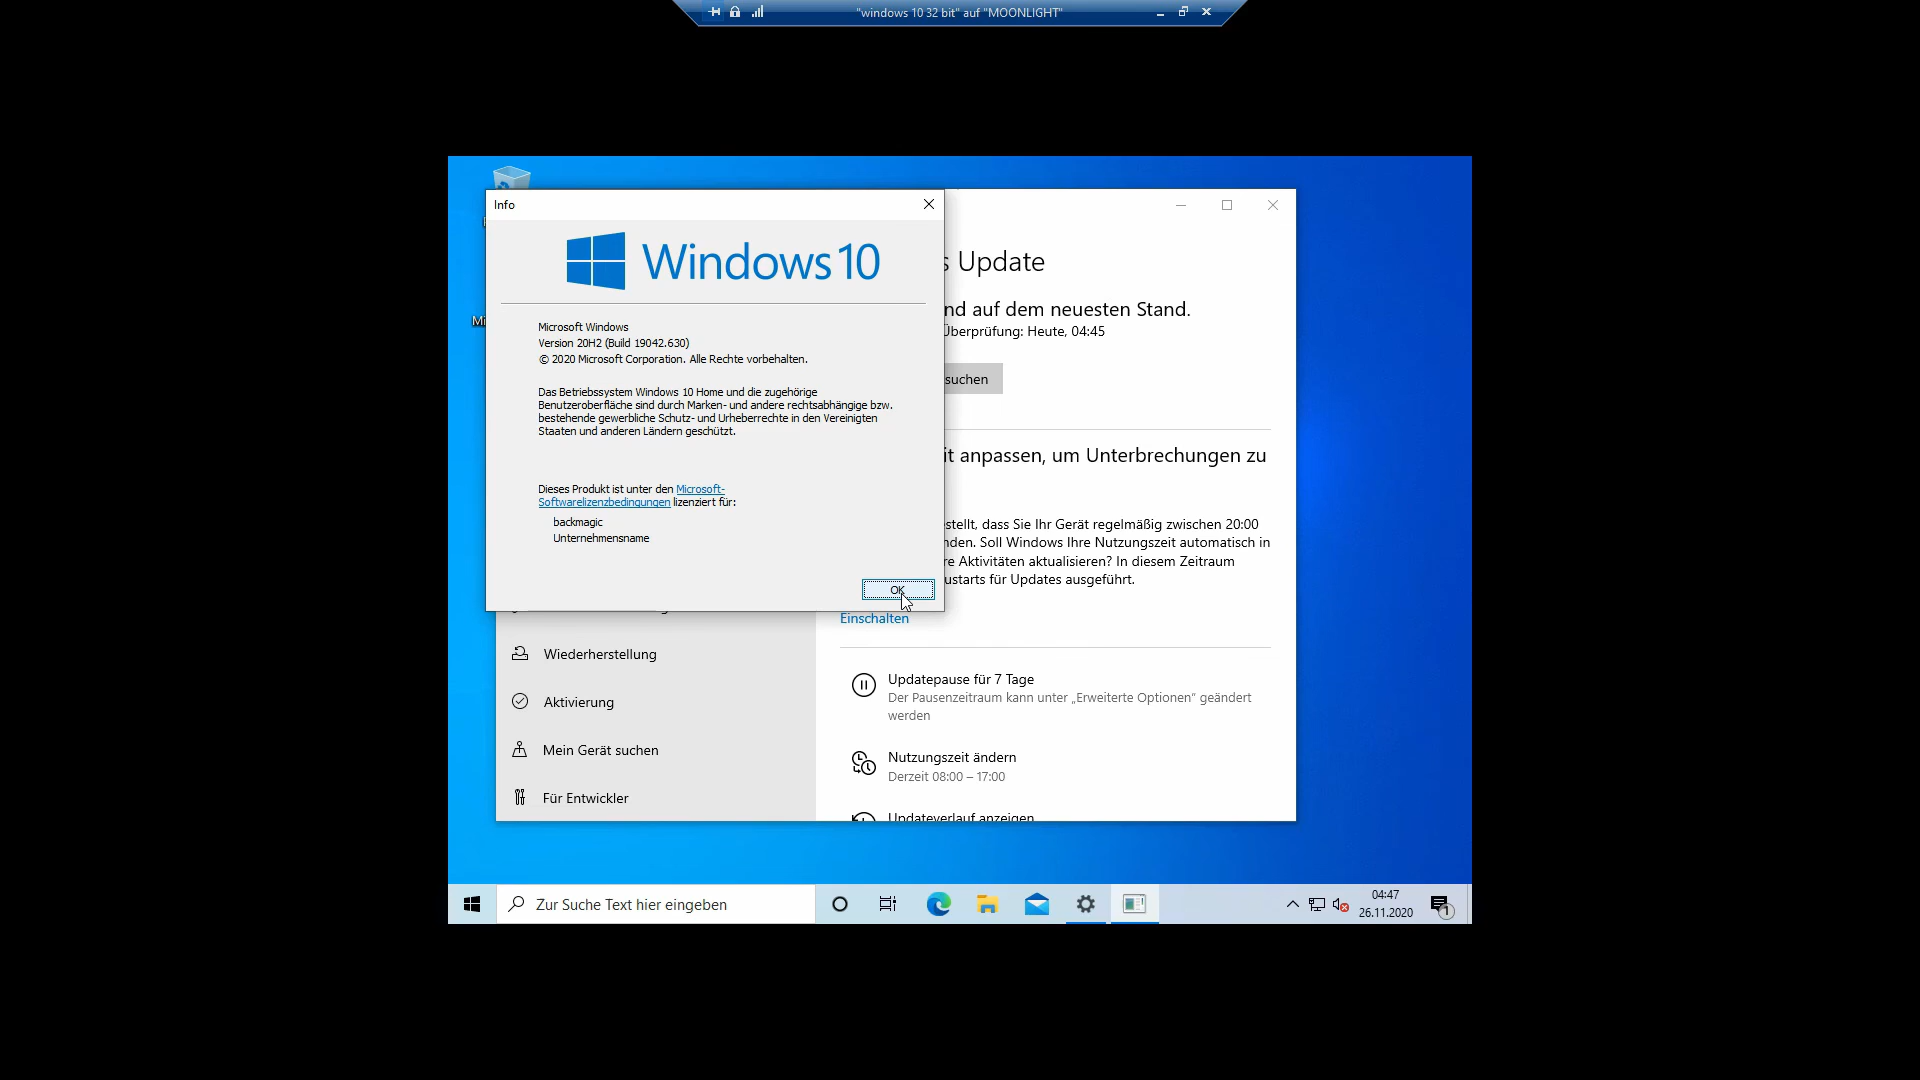 "windows 10 32 bit" auf "MOONLIGHT"
Info
Windows 10
Microsoft Windows
Version 20H2 (Build 19042.630)
© 2020 Microsoft Corporation. Alle Rechte vorbehalten.
Das Betriebssystem Windows 10 Home und die zugehörige
Benutzeroberfläche sind durch Marken- und andere rechtsabhängige bzw.
bestehende gewerbliche Schutz- und Urheberrechte in den Vereinigten
Staaten und anderen Ländern geschützt.
Dieses Produkt ist unter den Microsoft-
Softwarelizenzbedingungen lizenziert für:
backmagic
Unternehmensname
OK
Update
auf dem neuesten Stand.
Überprüfung: Heute, 04:45
suchen
anpassen, um Unterbrechungen zu
dass Sie Ihr Gerät regelmäßig zwischen 20:00
Soll Windows Ihre Nutzungszeit automatisch in
Aktivitäten aktualisieren? In diesem Zeitraum
für Updates ausgeführt.
Einschalten
Updatepause für 7 Tage
Der Pausenzeitraum kann unter „Erweiterte Optionen" geändert
werden
Nutzungszeit ändern
Derzeit 08:00 – 17:00
Updateverlauf anzeigen
Wiederherstellung
Aktivierung
Mein Gerät suchen
Für Entwickler
Zur Suche Text hier eingeben
04:47
26.11.2020
1